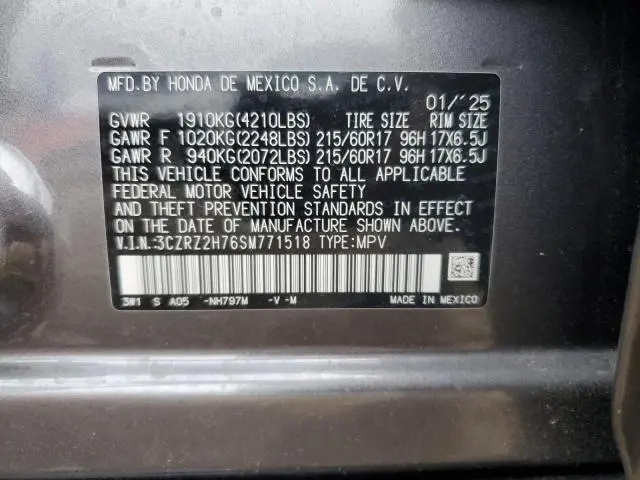 MFD.BY HONDA DE MEXICO S.A. DE C.V.
01/'25
GVWR 1910KG(4210LBS) TIRE SIZE RIM SIZE
GAWR F 1020KG(2248LBS) 215/60R17 96H 17X6.5J
GAWR R 940KG(2072LBS) 215/60R17 96H 17X6.5J
THIS VEHICLE CONFORMS TO ALL APPLICABLE
FEDERAL MOTOR VEHICLE SAFETY
AND THEFT PREVENTION STANDARDS IN EFFECT
ON THE DATE OF MANUFACTURE SHOWN ABOVE.
V.I.N.:3CZRZ2H76SM771518 TYPE:MPV
3W1 S A05 -NH797M -V -M MADE IN MEXICO